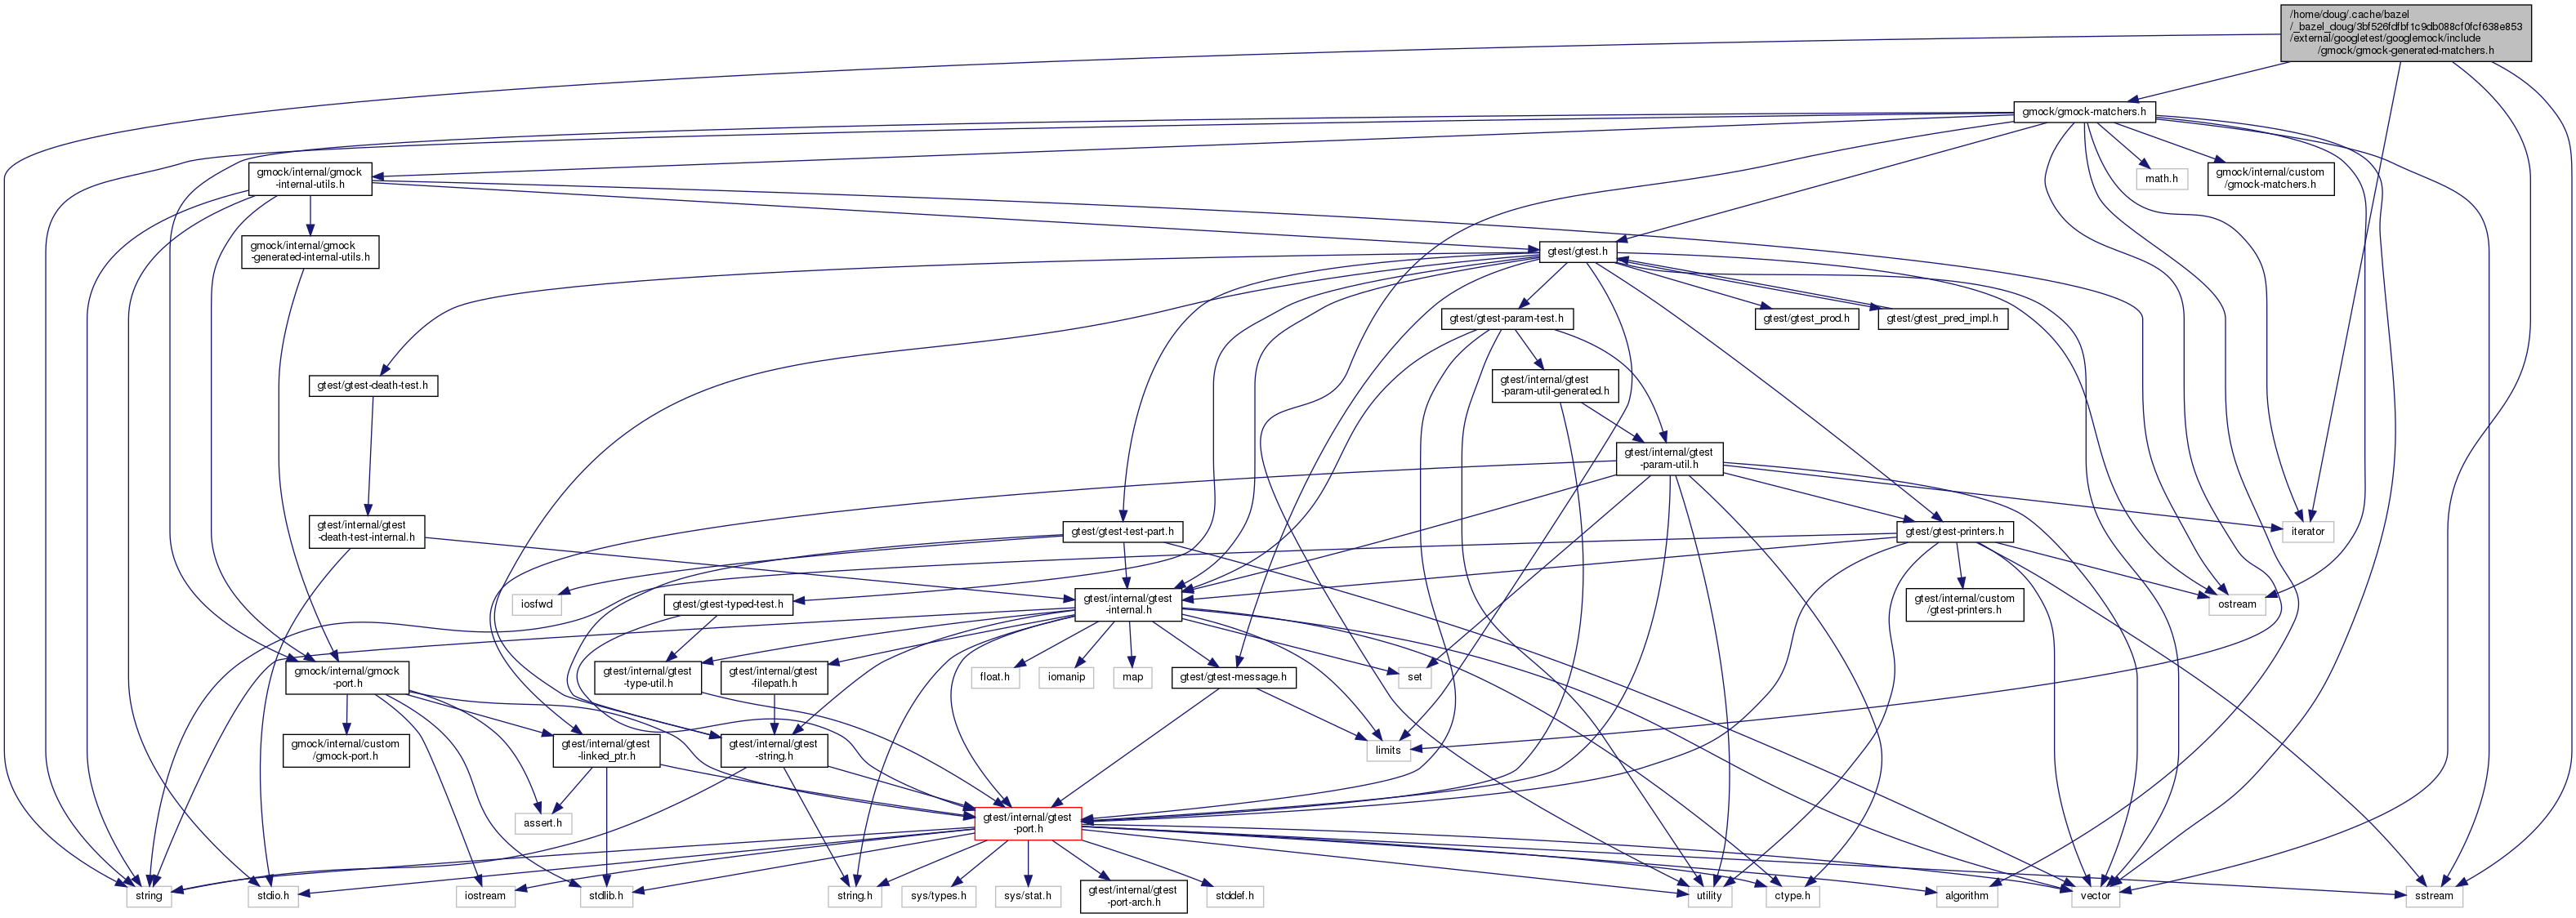 /home/doug/.cache/bazel
/_bazel_doug/3bf526fdfbf1c9db088cf0fcf638e853
/external/googletest/googlemock/include
/gmock/gmock-generated-matchers.h
gmock/gmock-matchers.h
gmock/internal/gmock
-internal-utils.h
math.h
gmock/internal/custom
/gmock-matchers.h
gmock/internal/gmock
-generated-internal-utils.h
gtest/gtest.h
gtest/gtest-param-test.h
gtest/gtest_prod.h
gtest/gtest_pred_impl.h
gtest/gtest-death-test.h
gtest/internal/gtest
-param-util-generated.h
gtest/internal/gtest
-param-util.h
gtest/internal/gtest
-death-test-internal.h
gtest/gtest-test-part.h
gtest/gtest-printers.h
iterator
iosfwd
gtest/gtest-typed-test.h
gtest/internal/gtest
-internal.h
gtest/internal/custom
/gtest-printers.h
ostream
gmock/internal/gmock
-port.h
gtest/internal/gtest
-type-util.h
gtest/internal/gtest
-filepath.h
float.h
iomanip
map
gtest/gtest-message.h
set
gmock/internal/custom
/gmock-port.h
gtest/internal/gtest
-linked_ptr.h
gtest/internal/gtest
-string.h
limits
assert.h
gtest/internal/gtest
-port.h
string
stdio.h
iostream
stdlib.h
string.h
sys/types.h
sys/stat.h
gtest/internal/gtest
-port-arch.h
stddef.h
utility
ctype.h
algorithm
vector
sstream